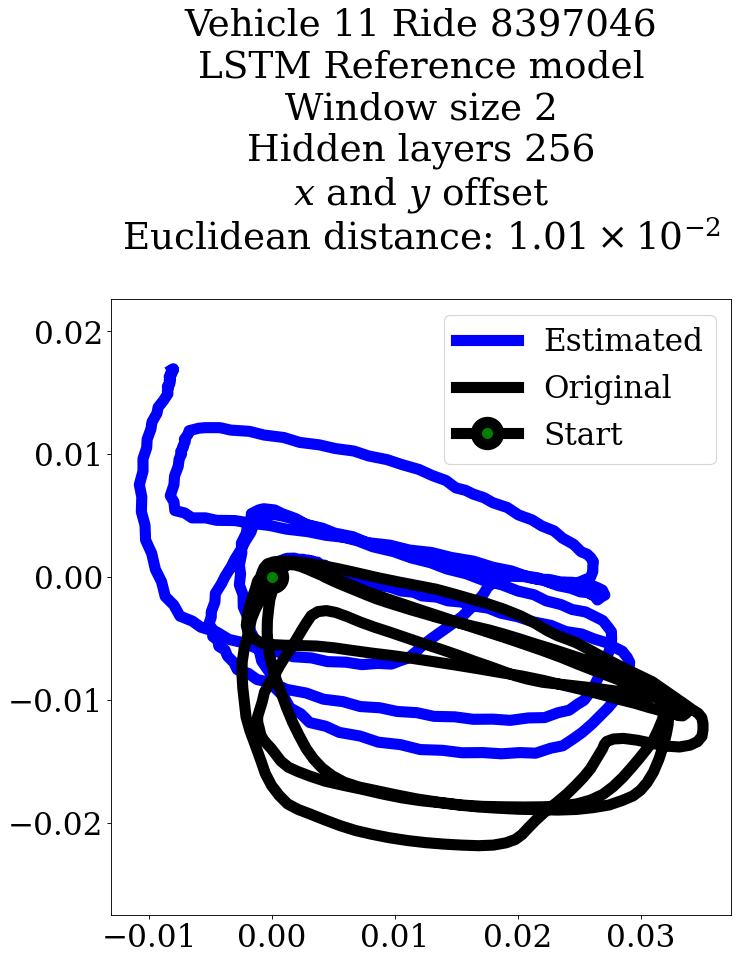 Vehicle 11 Ride 8397046
LSTM Reference model
Window size 2
Hidden layers 256
x and y offset
Euclidean distance: 1.01 × 10⁻²
Estimated
Original
Start
0.02
0.01
0.00
−0.01
−0.02
−0.01 0.00 0.01 0.02 0.03